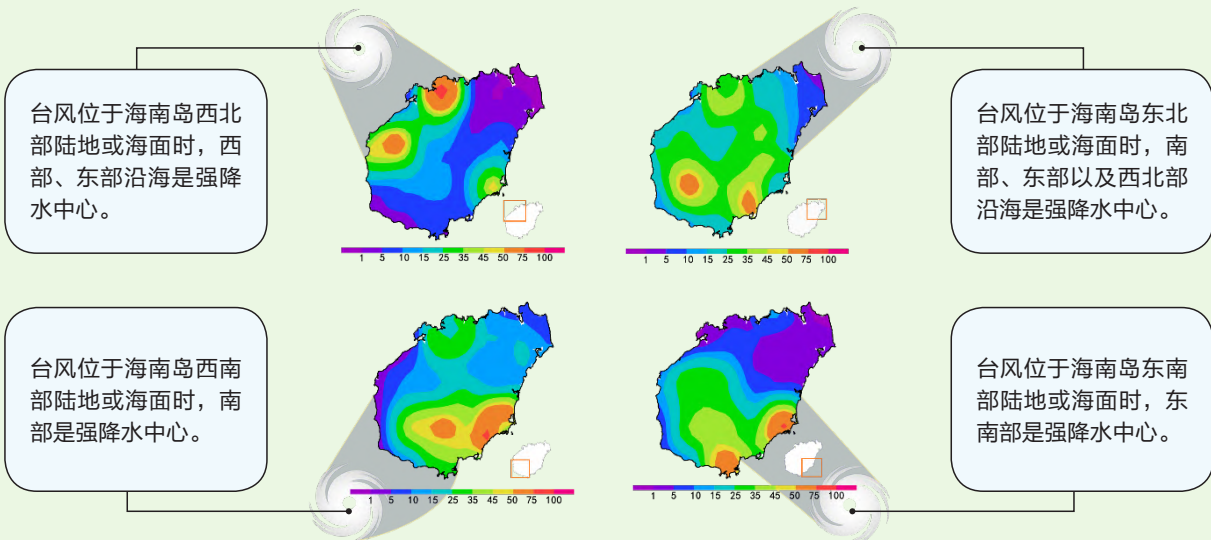 台风位于海南岛西北
部陆地或海面时，西
部、东部沿海是强降
水中心。
1 5 10 15 25 35 45 50 75 100
台风位于海南岛东北
部陆地或海面时，南
部、东部以及西北部
沿海是强降水中心。
1 5 10 15 25 35 45 50 75 100
台风位于海南岛西南
部陆地或海面时，南
部是强降水中心。
1 5 10 15 25 35 45 50 75 100
台风位于海南岛东南
部陆地或海面时，东
南部是强降水中心。
1 5 10 15 25 35 45 50 75 100